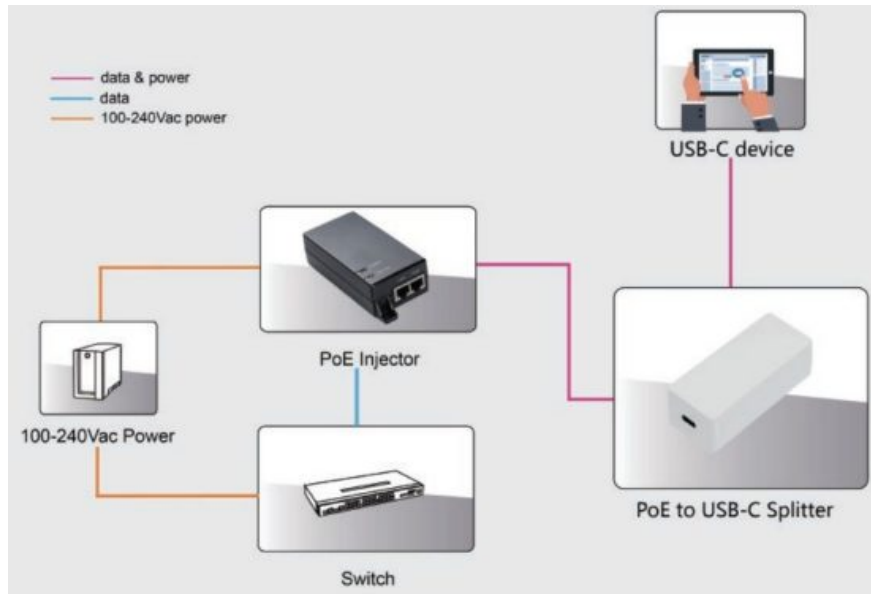 data & power
data
100-240Vac power
USB-C device
PoE Injector
100-240Vac Power
PoE to USB-C Splitter
Switch